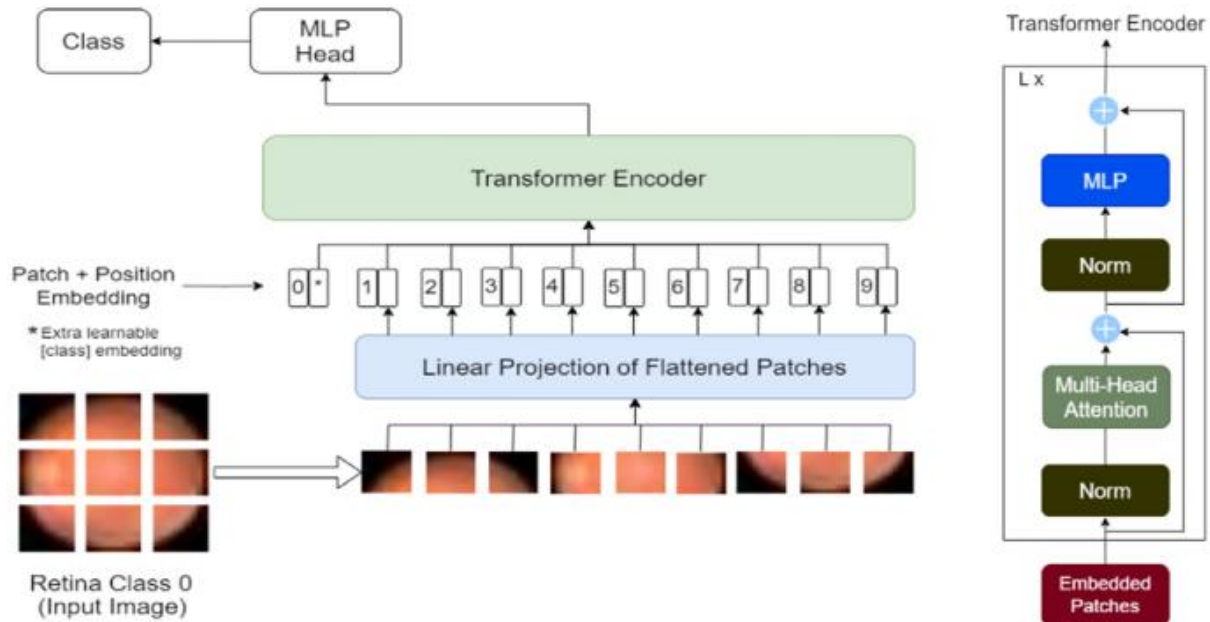 Class
MLP
Head
Transformer Encoder
Patch + Position
Embedding
0 * 1 2 3 4 5 6 7 8 9
* Extra learnable
[class] embedding
Linear Projection of Flattened Patches
Retina Class 0
(Input Image)
Transformer Encoder
L x
MLP
Norm
Multi-Head
Attention
Norm
Embedded
Patches